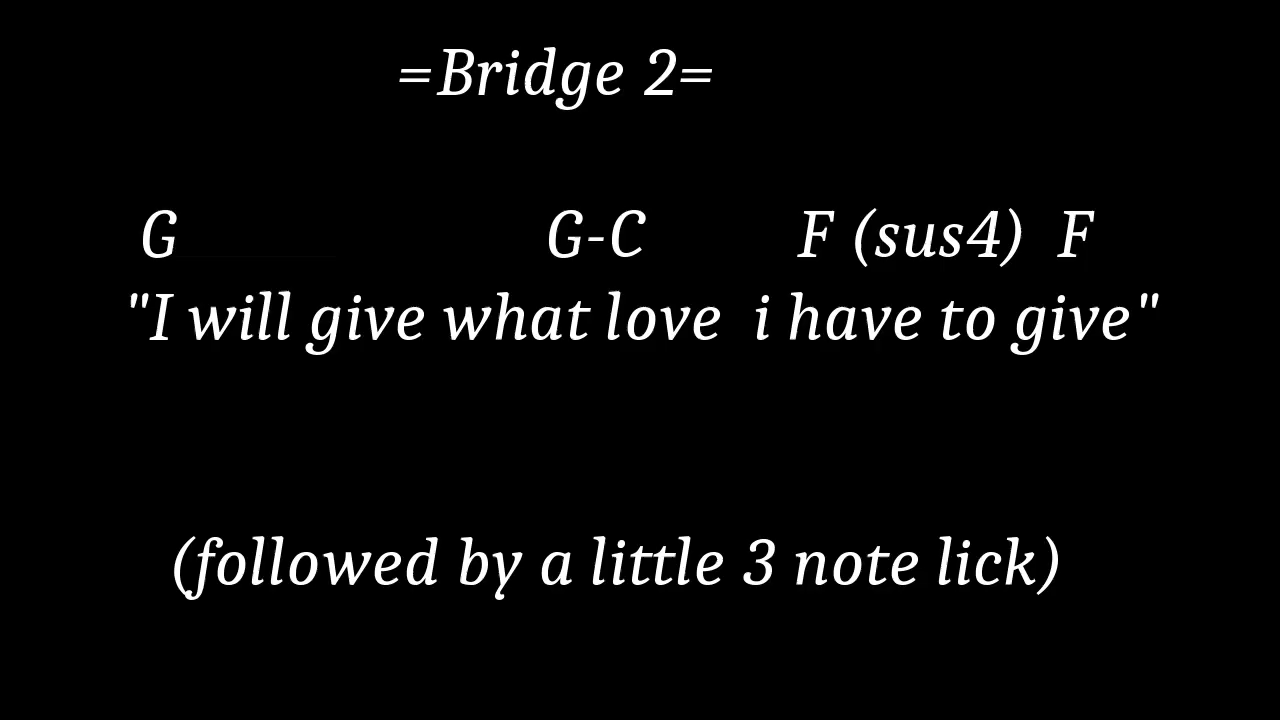 =Bridge 2=
G G-C F (sus4) F
"I will give what love i have to give"
(followed by a little 3 note lick)